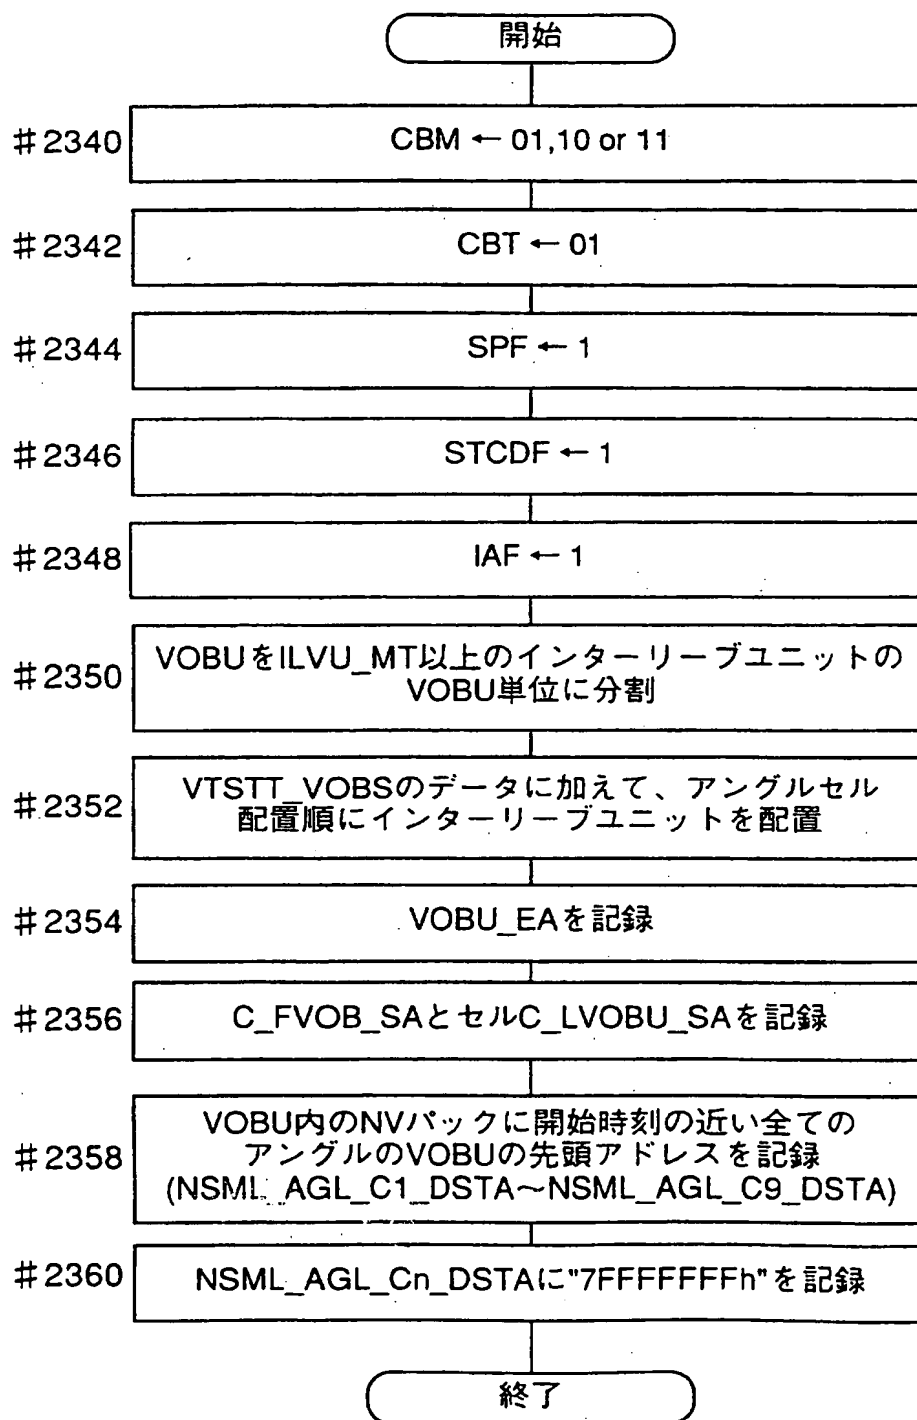 開始
#2340
CBM ← 01,10 or 11
#2342
CBT ← 01
#2344
SPF ← 1
#2346
STCDF ← 1
#2348
IAF ← 1
#2350
VOBUをILVU_MT以上のインターリーブユニットの
VOBU単位に分割
#2352
VTSTT_VOBSのデータに加えて、アングルセル
配置順にインターリーブユニットを配置
#2354
VOBU_EAを記録
#2356
C_FVOB_SAとセルC_LVOBU_SAを記録
#2358
VOBU内のNVパックに開始時刻の近い全ての
アングルのVOBUの先頭アドレスを記録
(NSML_AGL_C1_DSTA～NSML_AGL_C9_DSTA)
#2360
NSML_AGL_Cn_DSTAに"7FFFFFFFh"を記録
終了